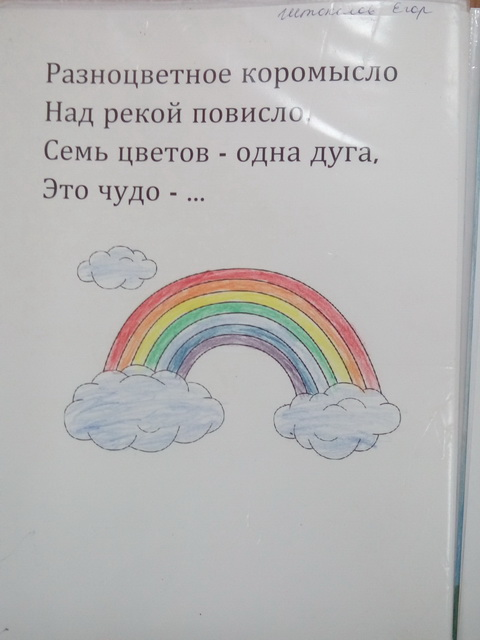 Егор
Разноцветное коромысло
Над рекой повисло,
Семь цветов - одна дуга,
Это чудо - ...